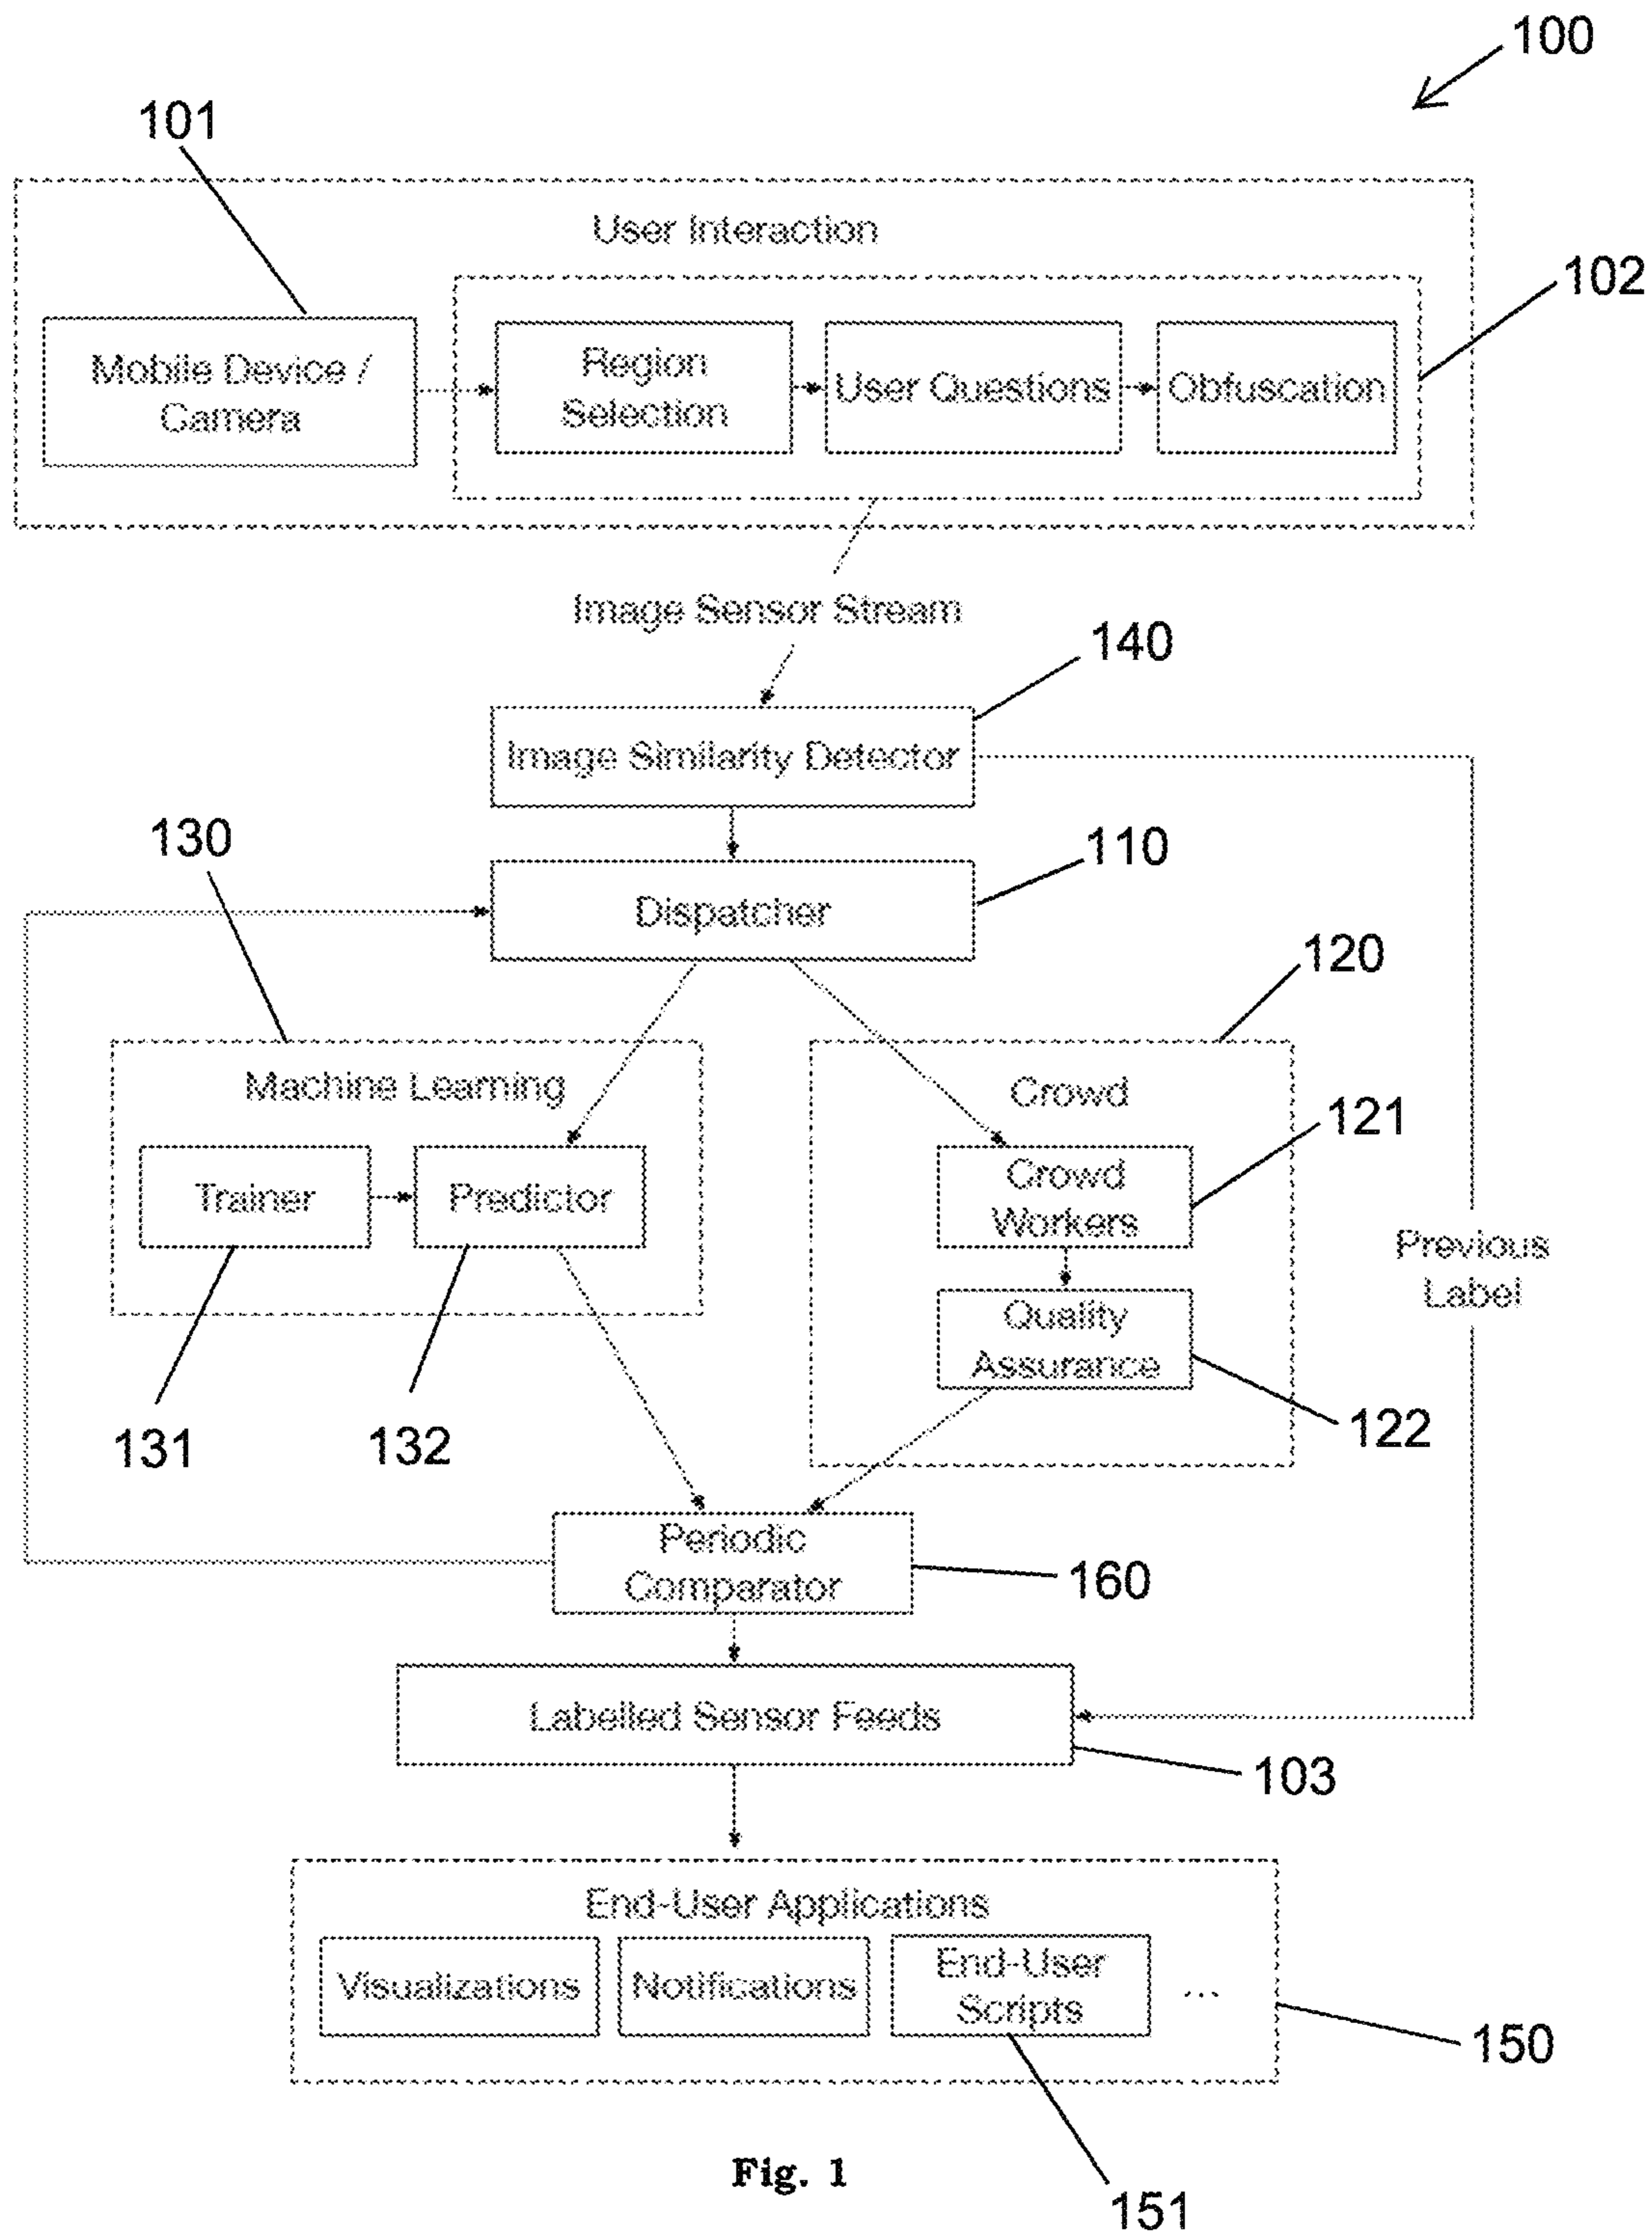 100
101
User Interaction
102
Mobile Device /
Camera
Region
Selection
User Questions
Obfuscation
Image Sensor Stream
140
Image Similarity Detector
130
110
Dispatcher
120
Machine Learning
Crowd
121
Trainer
Predictor
Crowd
Workers
Previous
Label
Quality
Assurance
131
132
122
Periodic
Comparator
160
Labelled Sensor Feeds
103
End-User Applications
Visualizations
Notifications
End-User
Scripts
...
150
Fig. 1
151